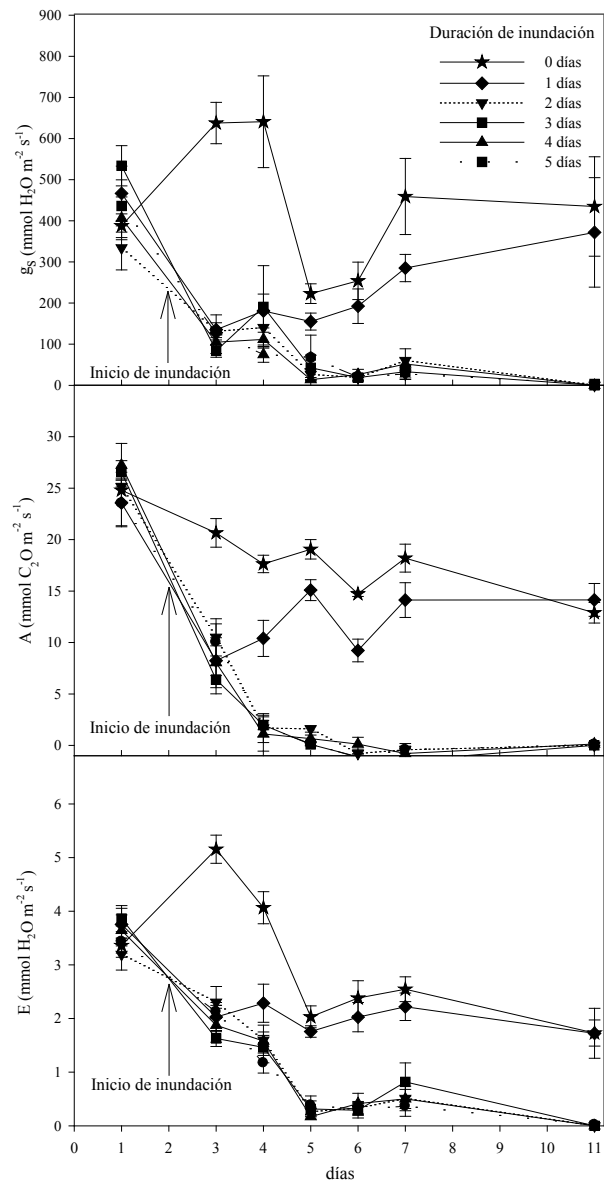 900
800
700
600
500
400
300
200
100
0
g_s (mmol H₂O m⁻² s⁻¹)
Duración de inundación
0 días
1 días
2 días
3 días
4 días
5 días
Inicio de inundación
30
25
20
15
10
5
0
A (mmol C₂O m⁻² s⁻¹)
Inicio de inundación
6
5
4
3
2
1
0
E (mmol H₂O m⁻² s⁻¹)
Inicio de inundación
0 1 2 3 4 5 6 7 8 9 10 11
días